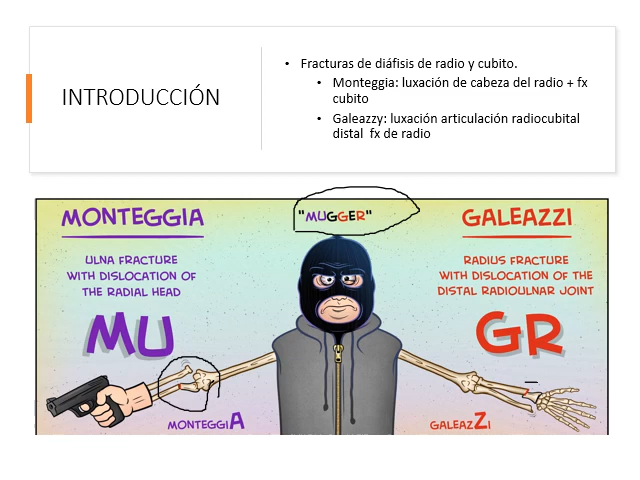 INTRODUCCIÓN
Fracturas de diáfisis de radio y cubito.
Monteggia: luxación de cabeza del radio + fx
cubito
Galeazzy: luxación articulación radiocubital
distal fx de radio
MONTEGGIA
ULNA FRACTURE
WITH DISLOCATION OF
THE RADIAL HEAD
MU
"MUGGER"
GALEAZZI
RADIUS FRACTURE
WITH DISLOCATION OF THE
DISTAL RADIOULNAR JOINT
GR
MONTEGGIA
GALEAZZI